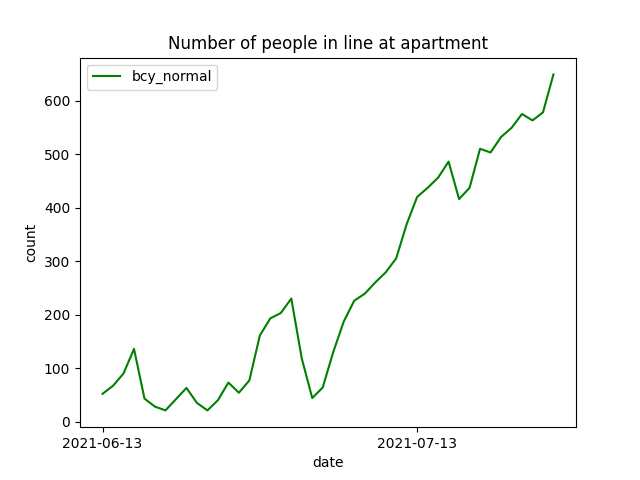 Number of people in line at apartment
bcy_normal
600
500
400
300
200
100
0
count
2021-06-13
2021-07-13
date